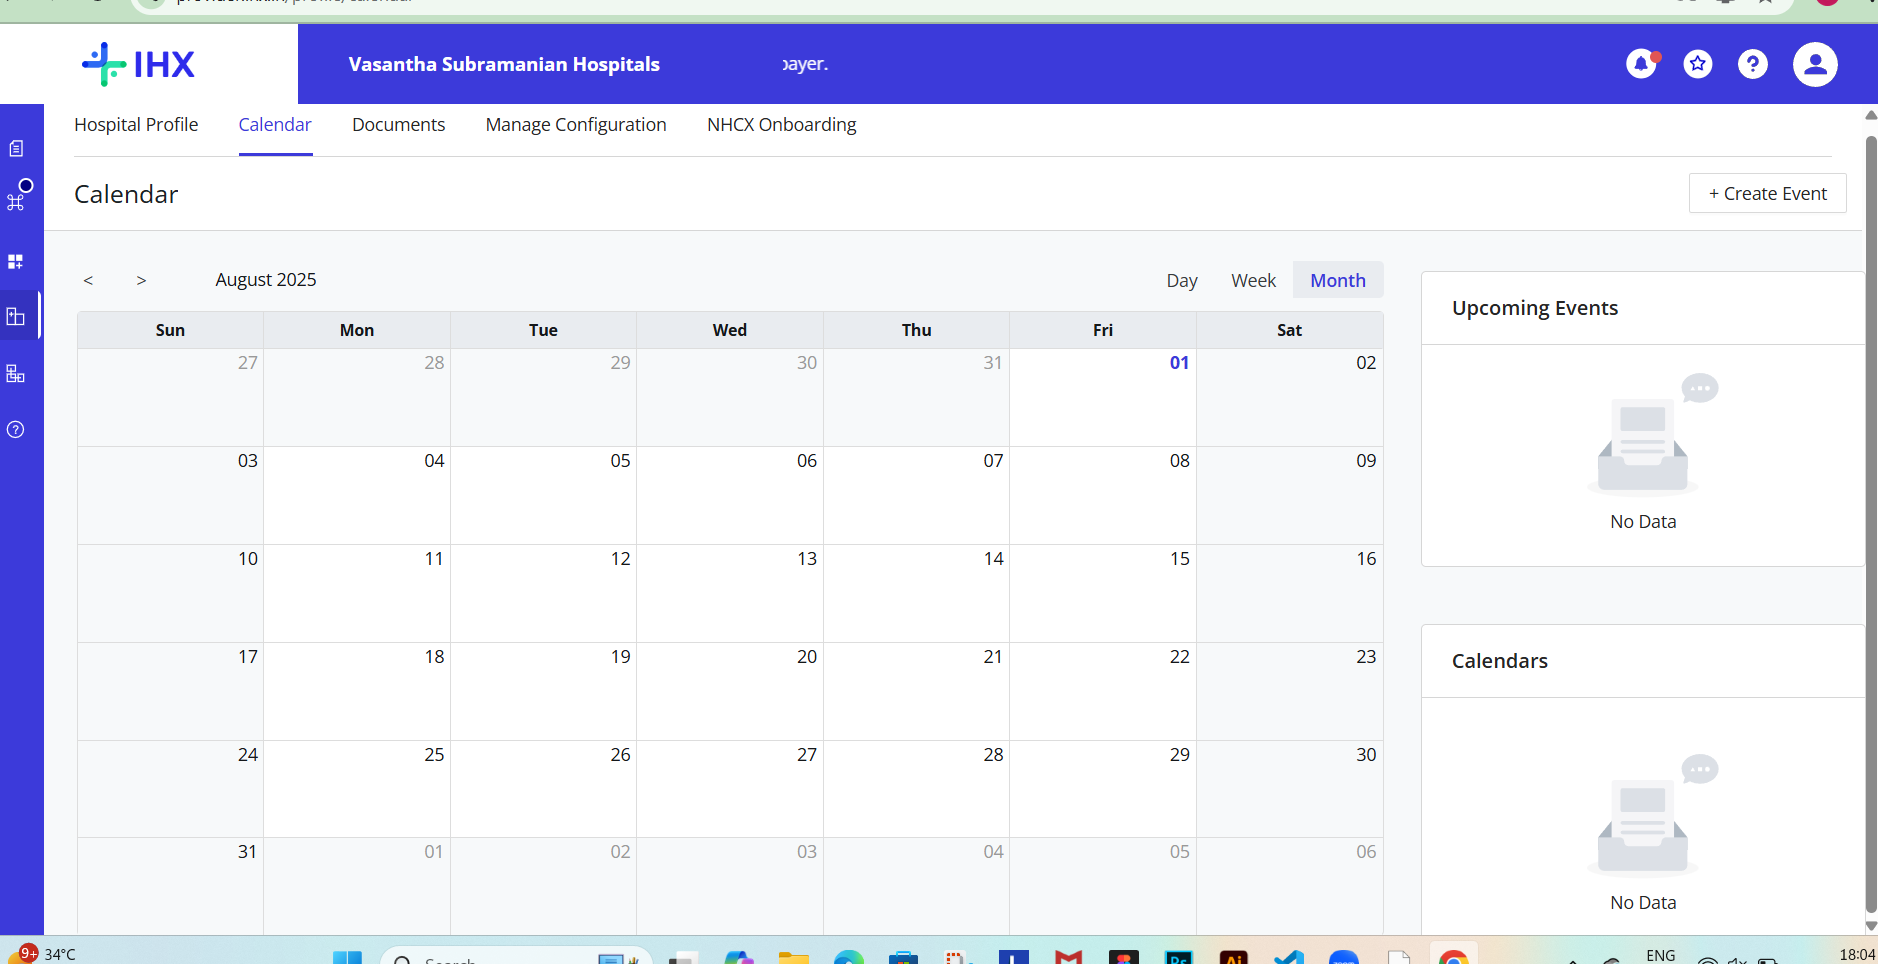 IHX
Vasantha Subramanian Hospitals
payer.
Hospital Profile Calendar Documents Manage Configuration NHCX Onboarding
Calendar
+ Create Event
< > August 2025
Day Week Month
Sun Mon Tue Wed Thu Fri Sat
27 28 29 30 31 01 02
03 04 05 06 07 08 09
10 11 12 13 14 15 16
17 18 19 20 21 22 23
24 25 26 27 28 29 30
31 01 02 03 04 05 06
Upcoming Events
No Data
Calendars
No Data
9+ 34°C
Ps Ai
ENG
18:04